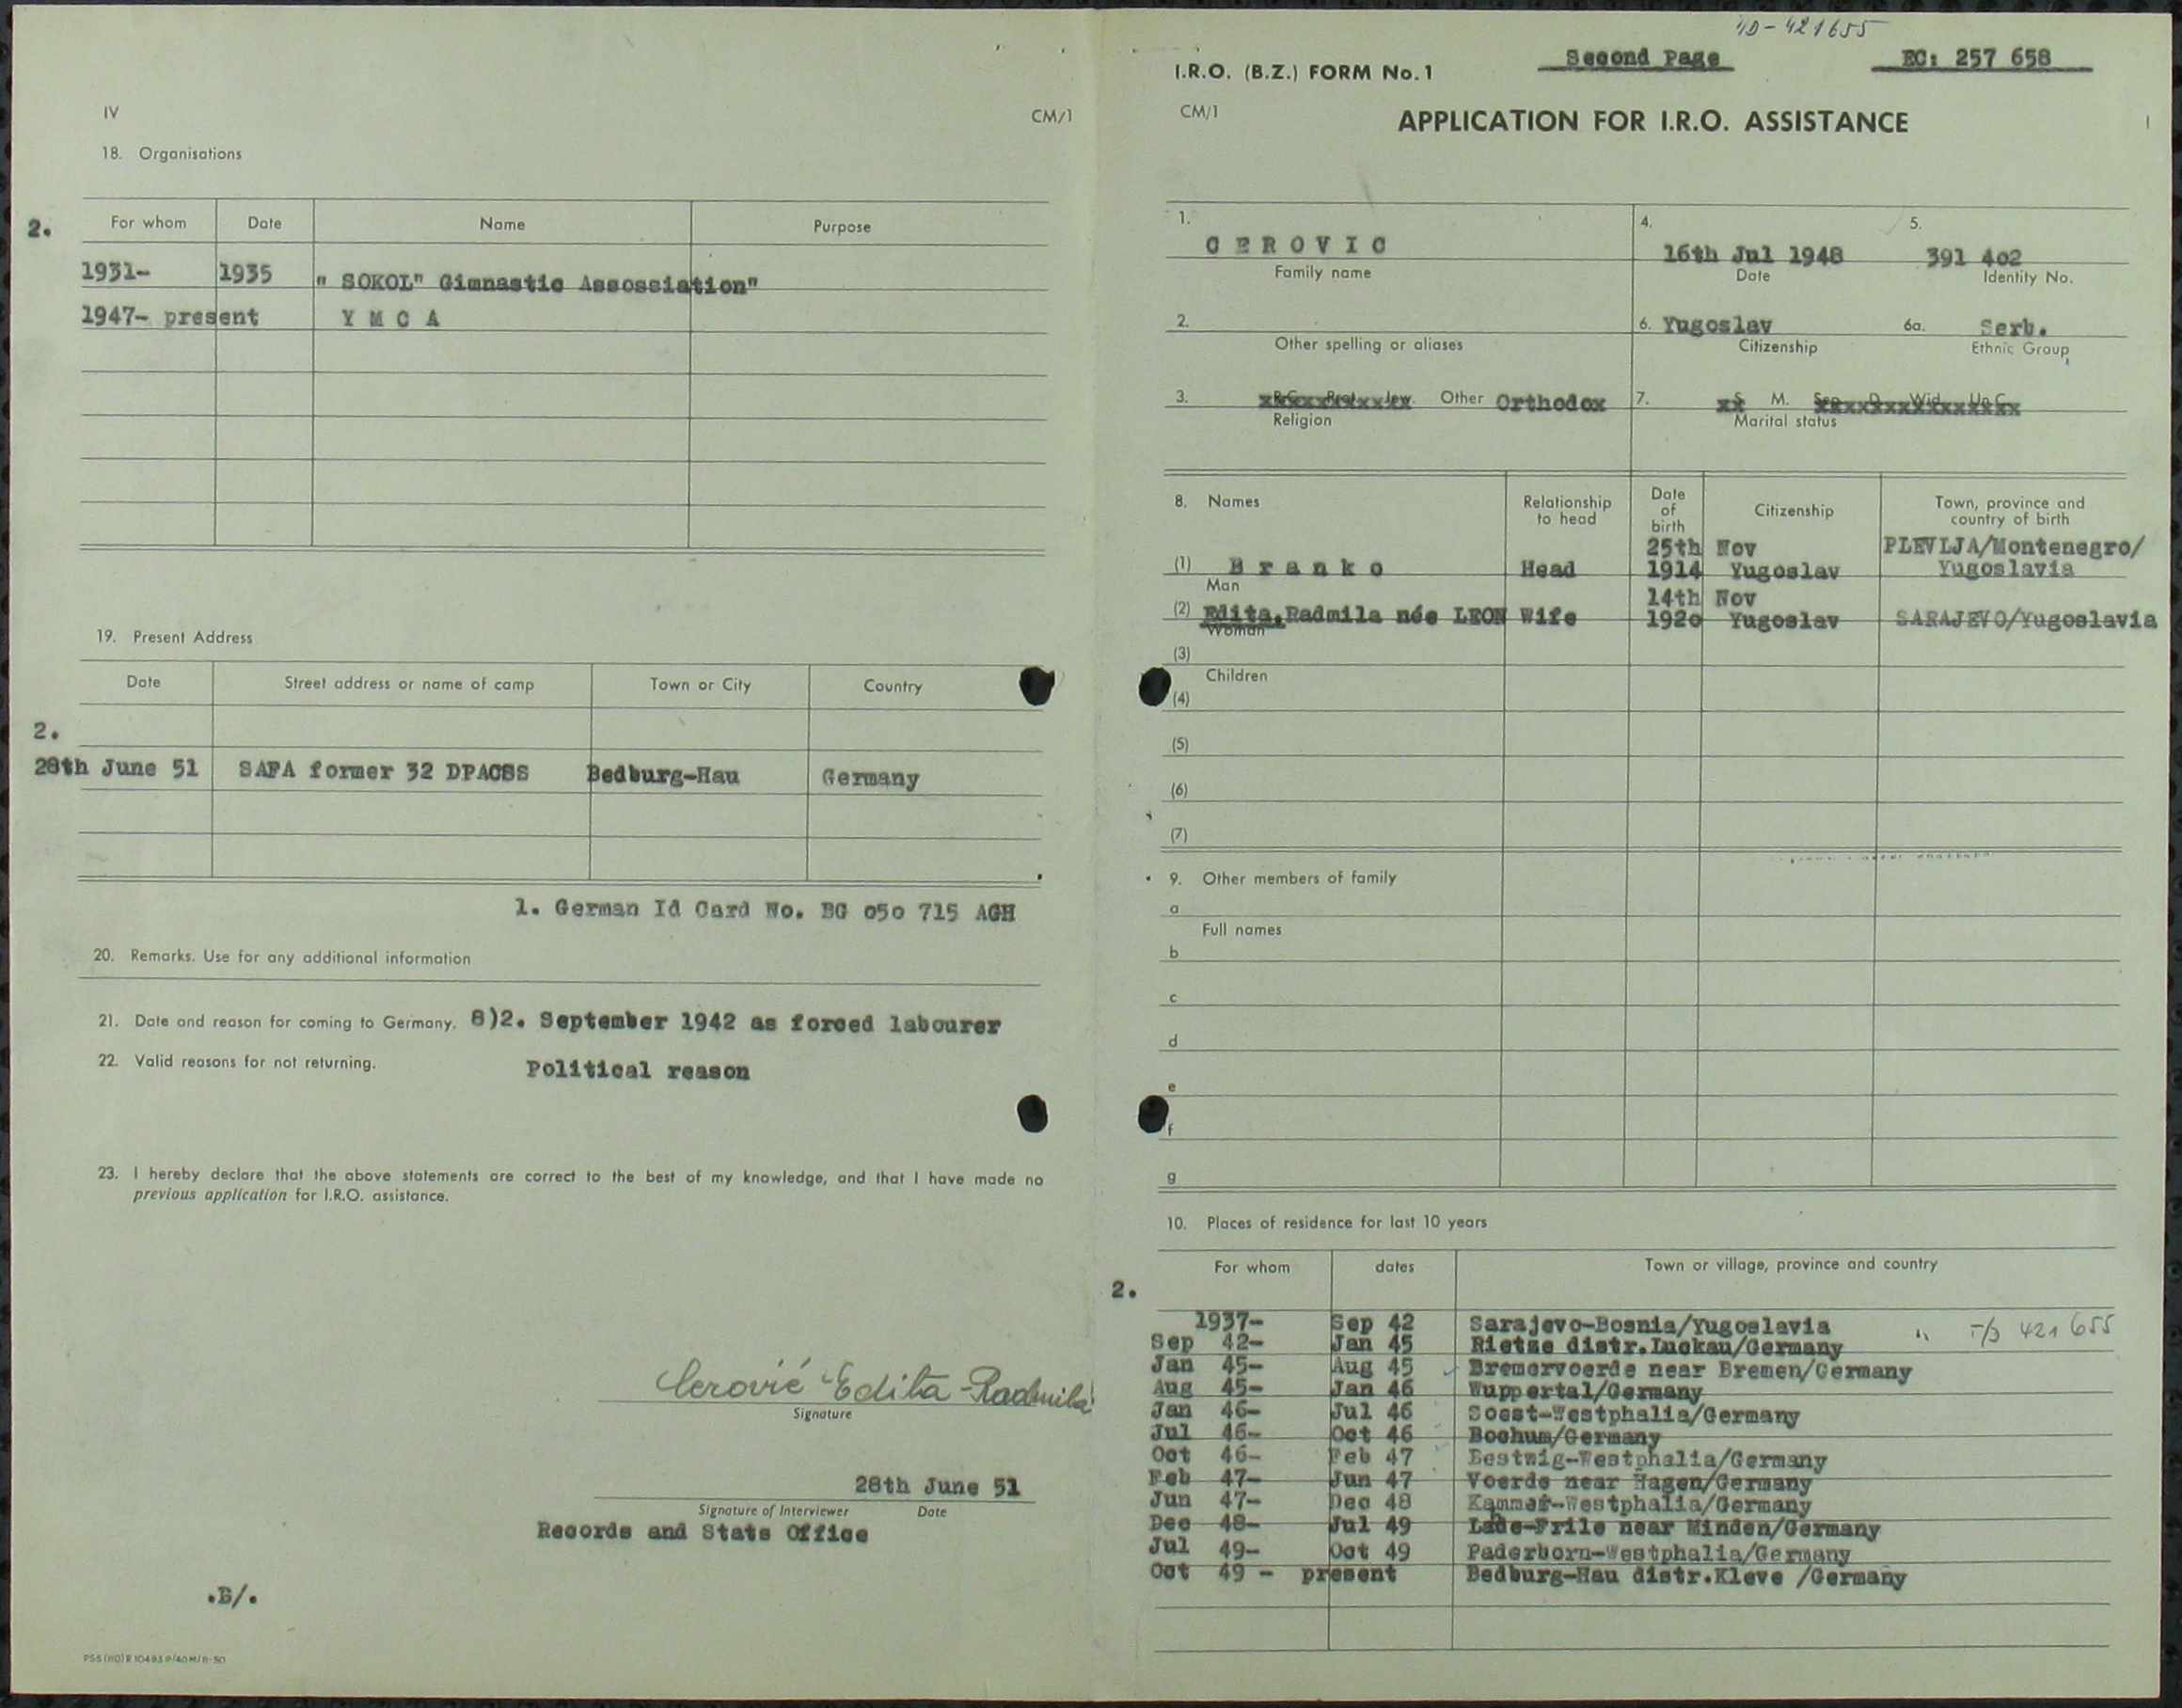 IV
CM/1
18. Organisations
For whom Date Name Purpose
2.
1931- 1935 " SOKOL" Gimnastic Assossiation"
1947- present Y M C A
19. Present Address
Date Street address or name of camp Town or City Country
2.
28th June 51 SAFA former 32 DPACSS Bedburg-Hau Germany
1. German Id Card No. BG o5o 715 AGH
20. Remarks. Use for any additional information
21. Date and reason for coming to Germany. 8)2. September 1942 as forced labourer
22. Valid reasons for not returning. Political reason
23. I hereby declare that the above statements are correct to the best of my knowledge, and that I have made no
previous application for I.R.O. assistance.
Cerović Edita-Radmila
Signature
28th June 51
Signature of Interviewer Date
Records and Stats Office
.B/.
421655
I.R.O. (B.Z.) FORM No. 1 Second Page EC: 257 658
CM/1 APPLICATION FOR I.R.O. ASSISTANCE I
1. C E R O V I C
Family name
4. 16th Jul 1948
Date
5. 391 4o2
Identity No.
2.
Other spelling or aliases
6. Yugoslav
Citizenship
6a. Serb.
Ethnic Group
3. R.C. Prot. Jew. Other Orthodox
Religion
7. S. M. Sep. D. Wid. Un.C.
Marital status
8. Names Relationship to head Date of birth Citizenship Town, province and country of birth
25th Nov PLEVLJA/Montenegro/
(1) B r a n k o Head 1914 Yugoslav Yugoslavia
Man
14th Nov
(2) Edita, Radmila née LEON Wife 192o Yugoslav SARAJEVO/Yugoslavia
Woman
(3)
Children
(4)
(5)
(6)
(7)
9. Other members of family
a
Full names
b
c
d
e
f
g
10. Places of residence for last 10 years
For whom dates Town or village, province and country
2.
1937- Sep 42 Sarajevo-Bosnia/Yugoslavia 421 655
Sep 42- Jan 45 Rietze distr.Luckau/Germany
Jan 45- Aug 45 Bremervoerde near Bremen/Germany
Aug 45- Jan 46 Wuppertal/Germany
Jan 46- Jul 46 Soest-Westphalia/Germany
Jul 46- Oct 46 Bochum/Germany
Oct 46- Feb 47 Bestwig-Westphalia/Germany
Feb 47- Jun 47 Voerde near Hagen/Germany
Jun 47- Dec 48 Westphalia/Germany
Dec 48- Jul 49 near Minden/Germany
Jul 49- Oct 49 Paderborn-Westphalia/Germany
Oct 49 - present Bedburg-Hau distr.Kleve /Germany